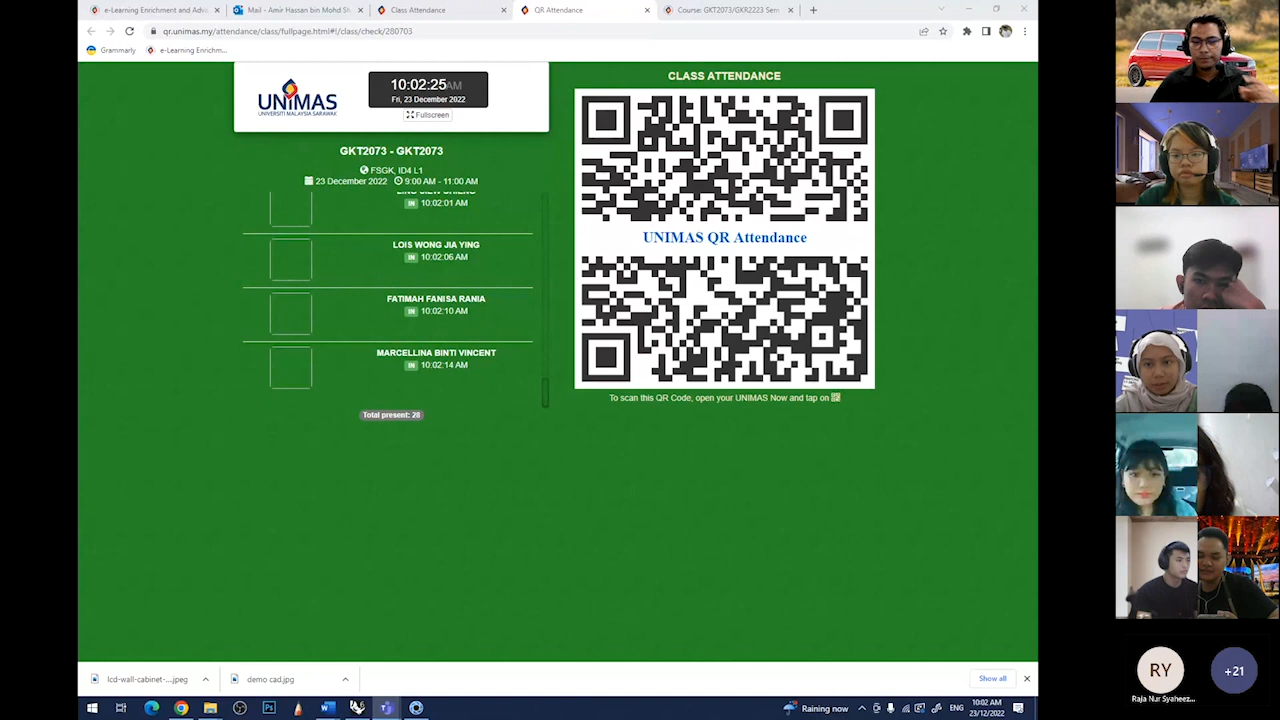 e-Learning Enrichment and Adva
Mail - Amir Hassan bin Mohd Sh
Class Attendance
QR Attendance
Course: GKT2073/GKR2223 Sens
qr.unimas.my/attendance/class/fullpage.html#!/class/check/280703
Grammarly
e-Learning Enrichm...
UNIMAS
UNIVERSITI MALAYSIA SARAWAK
10:02:25AM
Fri, 23 December 2022
Fullscreen
GKT2073 - GKT2073
FSGK, ID4 L1
23 December 2022 9:00 AM - 11:00 AM
IN 10:02:01 AM
LOIS WONG JIA YING
IN 10:02:06 AM
FATIMAH FANISA RANIA
IN 10:02:10 AM
MARCELLINA BINTI VINCENT
IN 10:02:14 AM
Total present: 28
CLASS ATTENDANCE
UNIMAS QR Attendance
To scan this QR Code, open your UNIMAS Now and tap on
lcd-wall-cabinet-....jpeg
demo cad.jpg
Show all
Raining now
ENG
10:02 AM
23/12/2022
RY
Raja Nur Syaheez...
+21